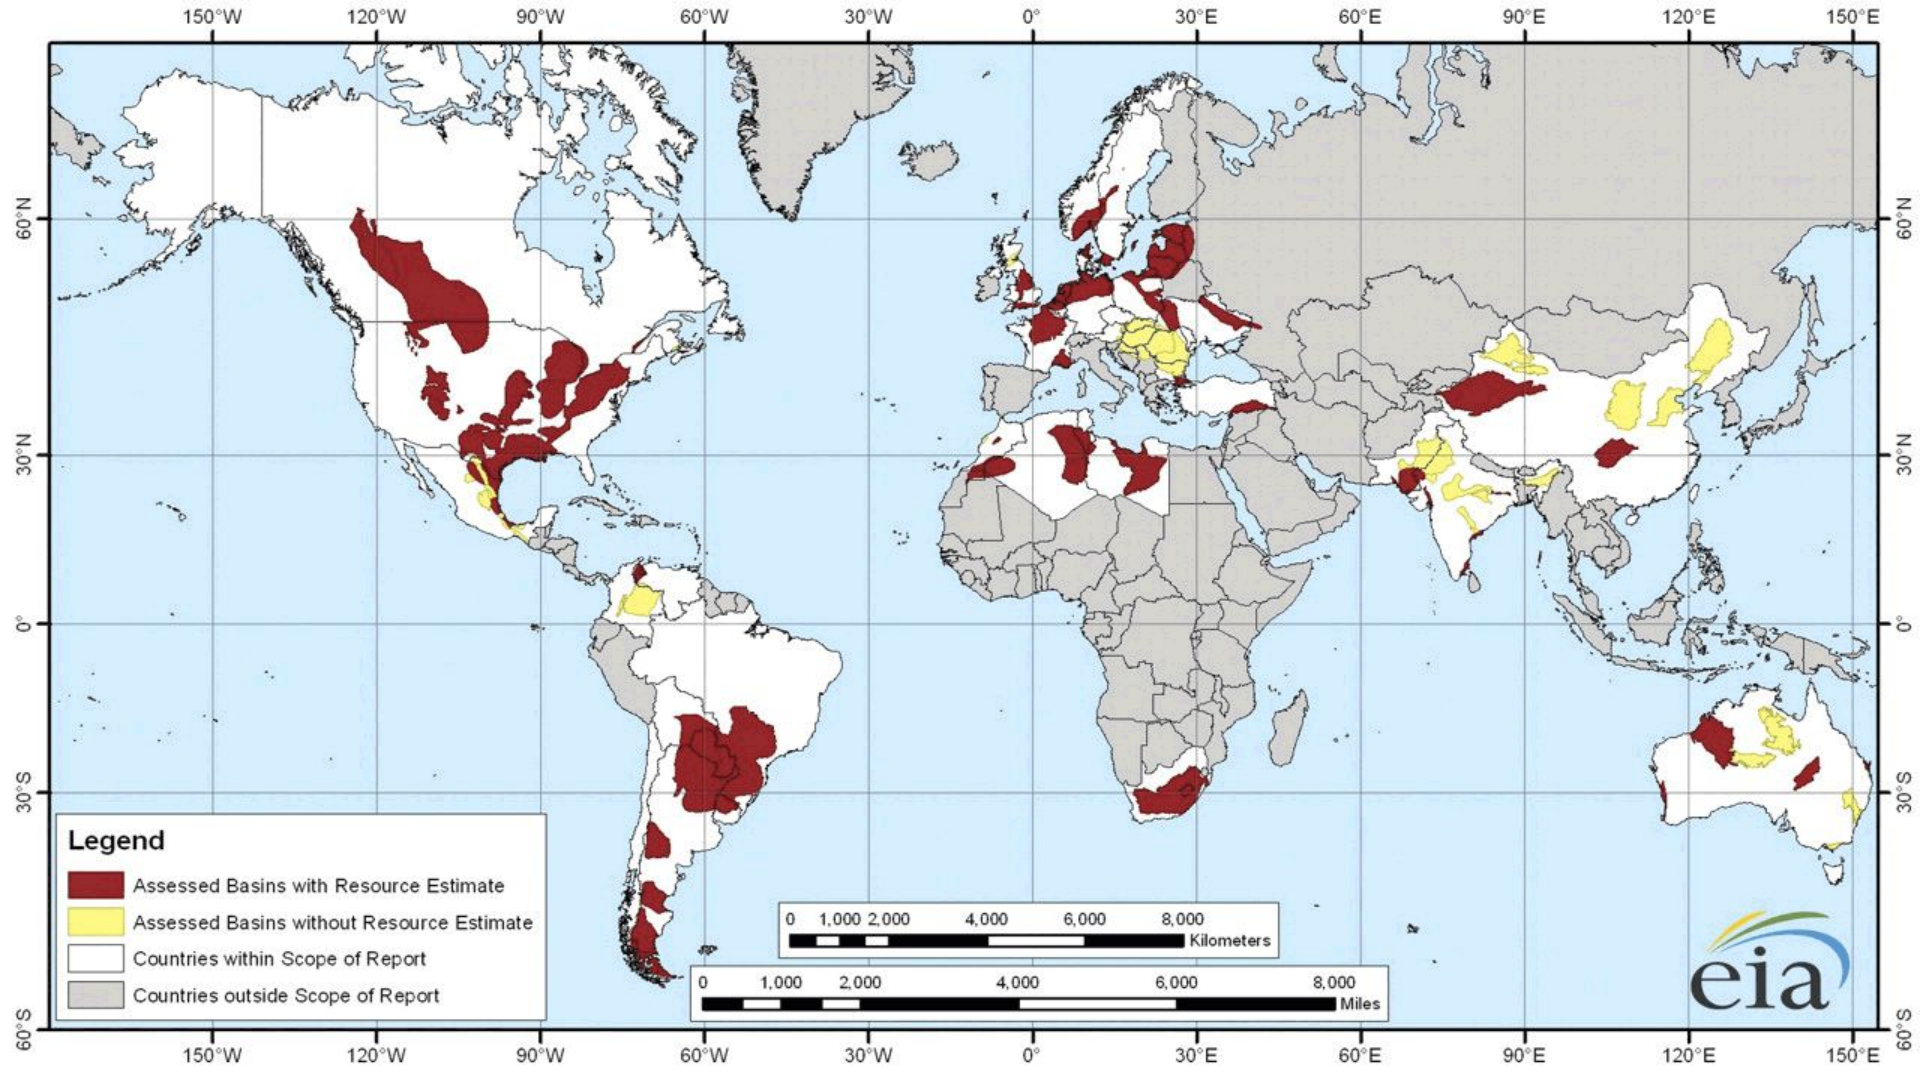 150°W 120°W 90°W 60°W 30°W 0° 30°E 60°E 90°E 120°E 150°E
60°N 60°N
30°N 30°N
0° 0°
30°S 30°S
Legend
Assessed Basins with Resource Estimate
Assessed Basins without Resource Estimate
Countries within Scope of Report
Countries outside Scope of Report
0 1,000 2,000 4,000 6,000 8,000
Kilometers
0 1,000 2,000 4,000 6,000 8,000
Miles
eia
60°S 60°S
150°W 120°W 90°W 60°W 30°W 0° 30°E 60°E 90°E 120°E 150°E